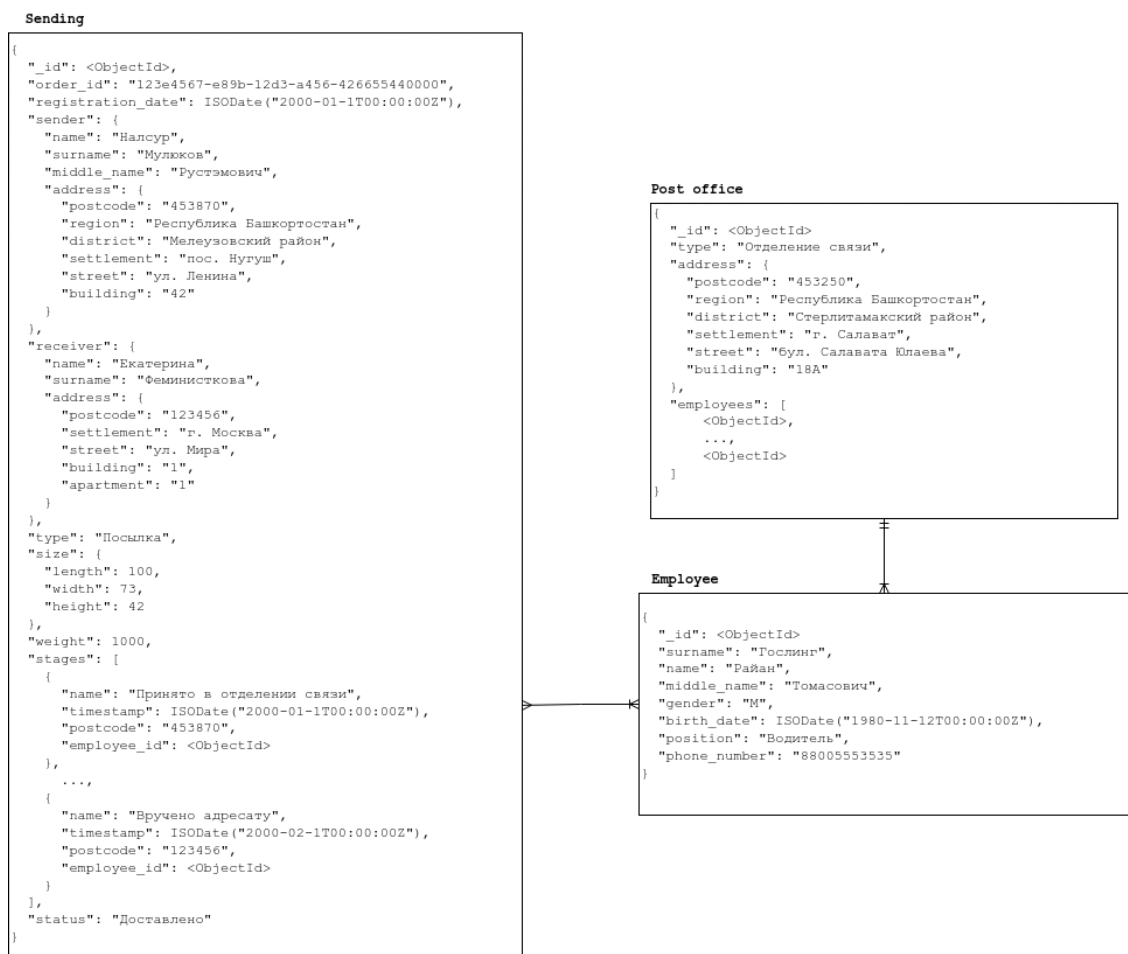 Sending
{
  "_id": <ObjectId>,
  "order_id": "123e4567-e89b-12d3-a456-426655440000",
  "registration_date": ISODate("2000-01-1T00:00:00Z"),
  "sender": {
    "name": "Налсур",
    "surname": "Мулюков",
    "middle_name": "Рустэмович",
    "address": {
      "postcode": "453870",
      "region": "Республика Башкортостан",
      "district": "Мелеузовский район",
      "settlement": "пос. Нугуш",
      "street": "ул. Ленина",
      "building": "42"
    }
  },
  "receiver": {
    "name": "Екатерина",
    "surname": "Феминисткова",
    "address": {
      "postcode": "123456",
      "settlement": "г. Москва",
      "street": "ул. Мира",
      "building": "1",
      "apartment": "1"
    }
  },
  "type": "Посылка",
  "size": {
    "length": 100,
    "width": 73,
    "height": 42
  },
  "weight": 1000,
  "stages": [
    {
      "name": "Принято в отделении связи",
      "timestamp": ISODate("2000-01-1T00:00:00Z"),
      "postcode": "453870",
      "employee_id": <ObjectId>
    },
      ...,
    {
      "name": "Вручено адресату",
      "timestamp": ISODate("2000-02-1T00:00:00Z"),
      "postcode": "123456",
      "employee_id": <ObjectId>
    }
  ],
  "status": "Доставлено"
}
Post office
{
  "_id": <ObjectId>
  "type": "Отделение связи",
  "address": {
    "postcode": "453250",
    "region": "Республика Башкортостан",
    "district": "Стерлитамакский район",
    "settlement": "г. Салават",
    "street": "бул. Салавата Юлаева",
    "building": "18А"
  },
  "employees": [
      <ObjectId>,
      ...,
      <ObjectId>
  ]
}
Employee
{
  "_id": <ObjectId>
  "surname": "Гослинг",
  "name": "Райан",
  "middle_name": "Томасович",
  "gender": "М",
  "birth_date": ISODate("1980-11-12T00:00:00Z"),
  "position": "Водитель",
  "phone_number": "88005553535"
}